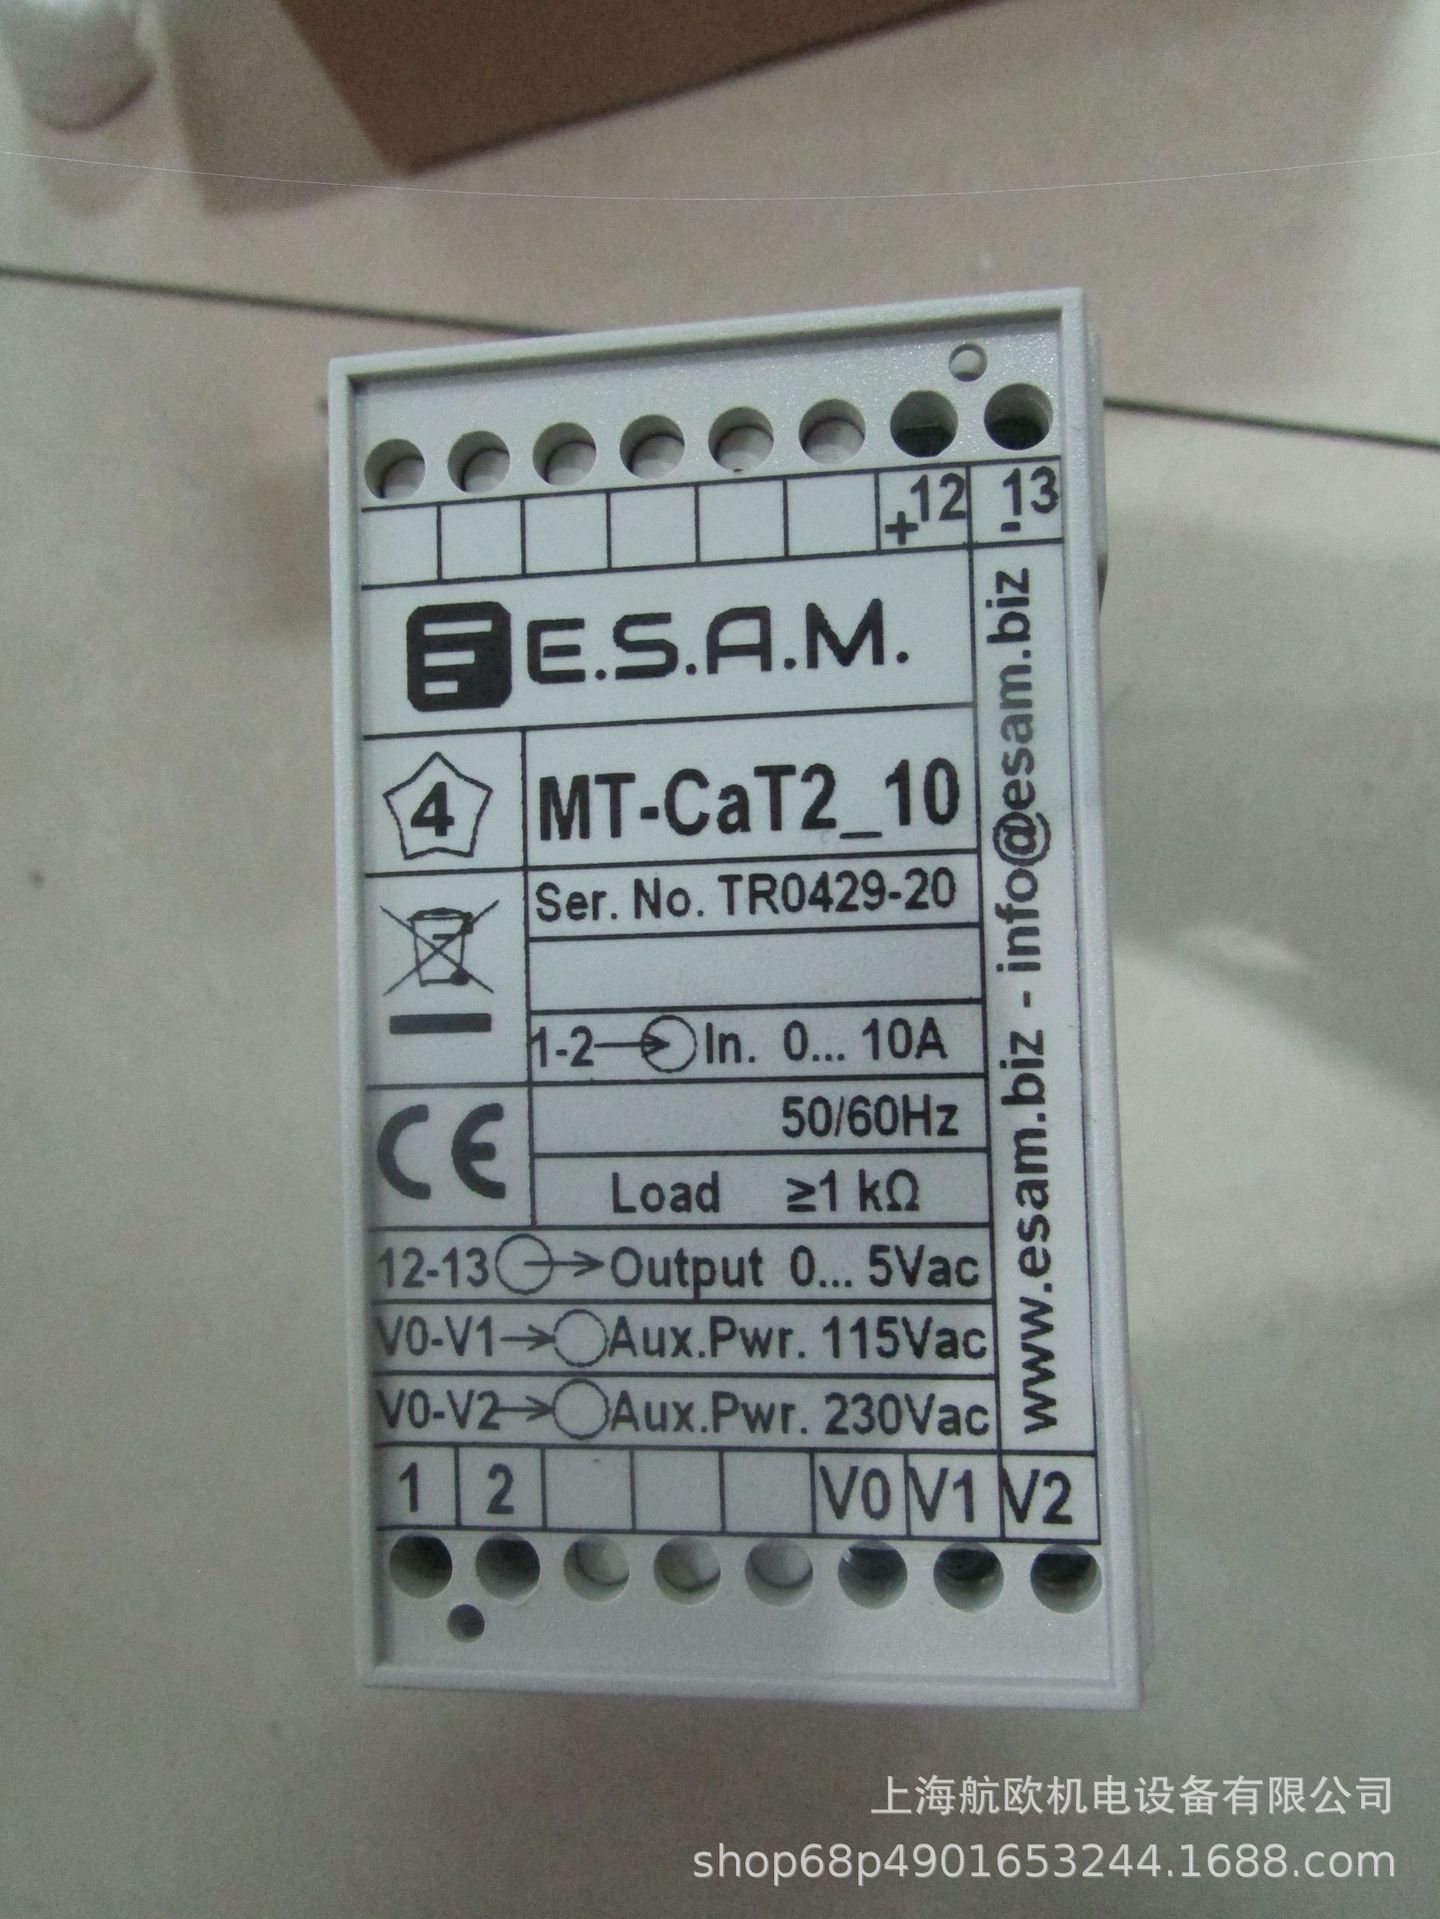 +12 -13
E.S.A.M.
4
MT-CaT2_10
Ser. No. TR0429-20
1-2 In. 0... 10A
50/60Hz
CE
Load ≥1 kΩ
12-13 Output 0... 5Vac
V0-V1 Aux.Pwr. 115Vac
V0-V2 Aux.Pwr. 230Vac
1 2 V0 V1 V2
www.esam.biz - info@esam.biz
上海航欧机电设备有限公司
shop68p4901653244.1688.com